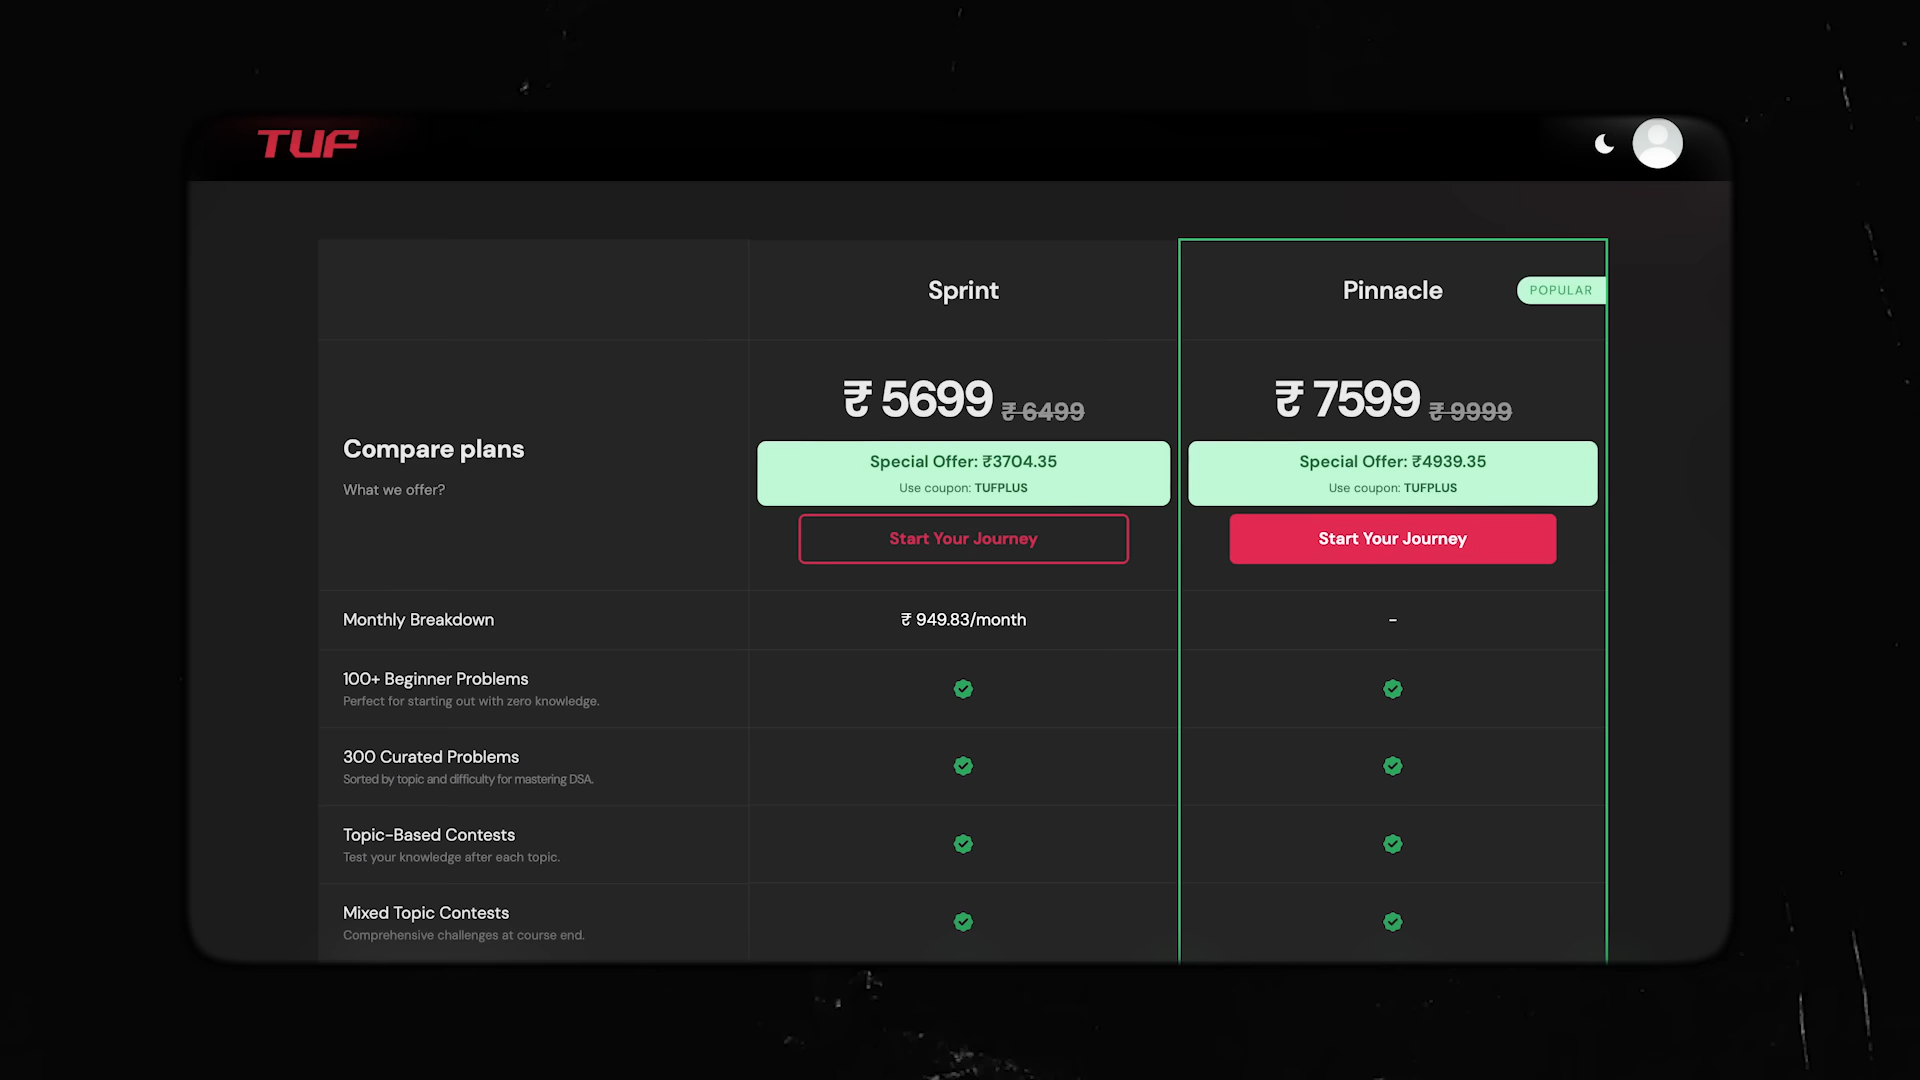 TUF
Sprint
Pinnacle
POPULAR
Compare plans
What we offer?
₹ 5699 ₹ 6499
Special Offer: ₹3704.35
Use coupon: TUFPLUS
Start Your Journey
₹ 7599 ₹ 9999
Special Offer: ₹4939.35
Use coupon: TUFPLUS
Start Your Journey
Monthly Breakdown
₹ 949.83/month
-
100+ Beginner Problems
Perfect for starting out with zero knowledge.
300 Curated Problems
Sorted by topic and difficulty for mastering DSA.
Topic-Based Contests
Test your knowledge after each topic.
Mixed Topic Contests
Comprehensive challenges at course end.